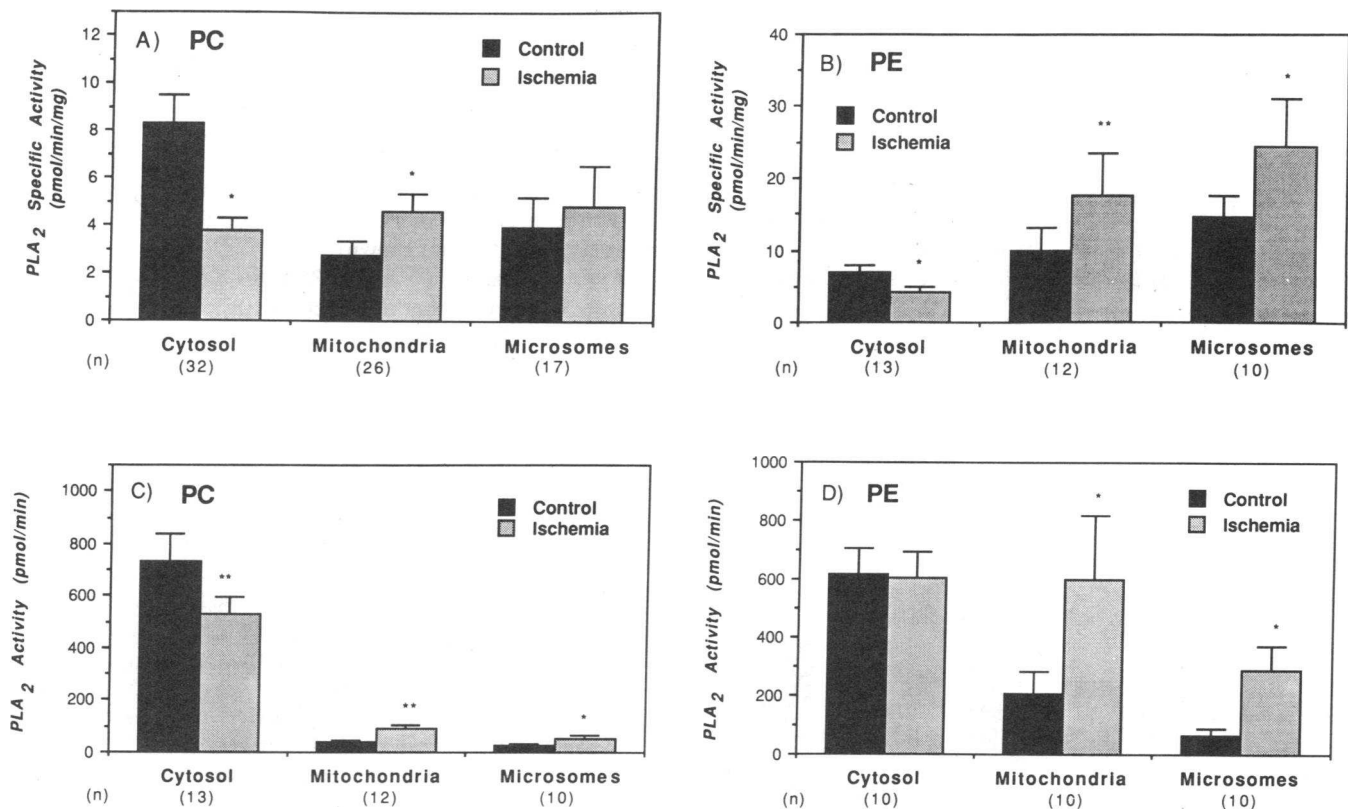 A) PC
Control
Ischemia
PLA2 Specific Activity
(pmol/min/mg)
12
10
8
6
4
2
0
*
*
Cytosol Mitochondria Microsomes
(n) (32) (26) (17)
B) PE
Control
Ischemia
PLA2 Specific Activity
(pmol/min/mg)
40
30
20
10
0
*
**
*
Cytosol Mitochondria Microsomes
(n) (13) (12) (10)
C) PC
Control
Ischemia
PLA2 Activity (pmol/min)
1000
800
600
400
200
0
**
**
*
Cytosol Mitochondria Microsomes
(n) (13) (12) (10)
D) PE
Control
Ischemia
PLA2 Activity (pmol/min)
1000
800
600
400
200
0
*
*
Cytosol Mitochondria Microsomes
(n) (10) (10) (10)